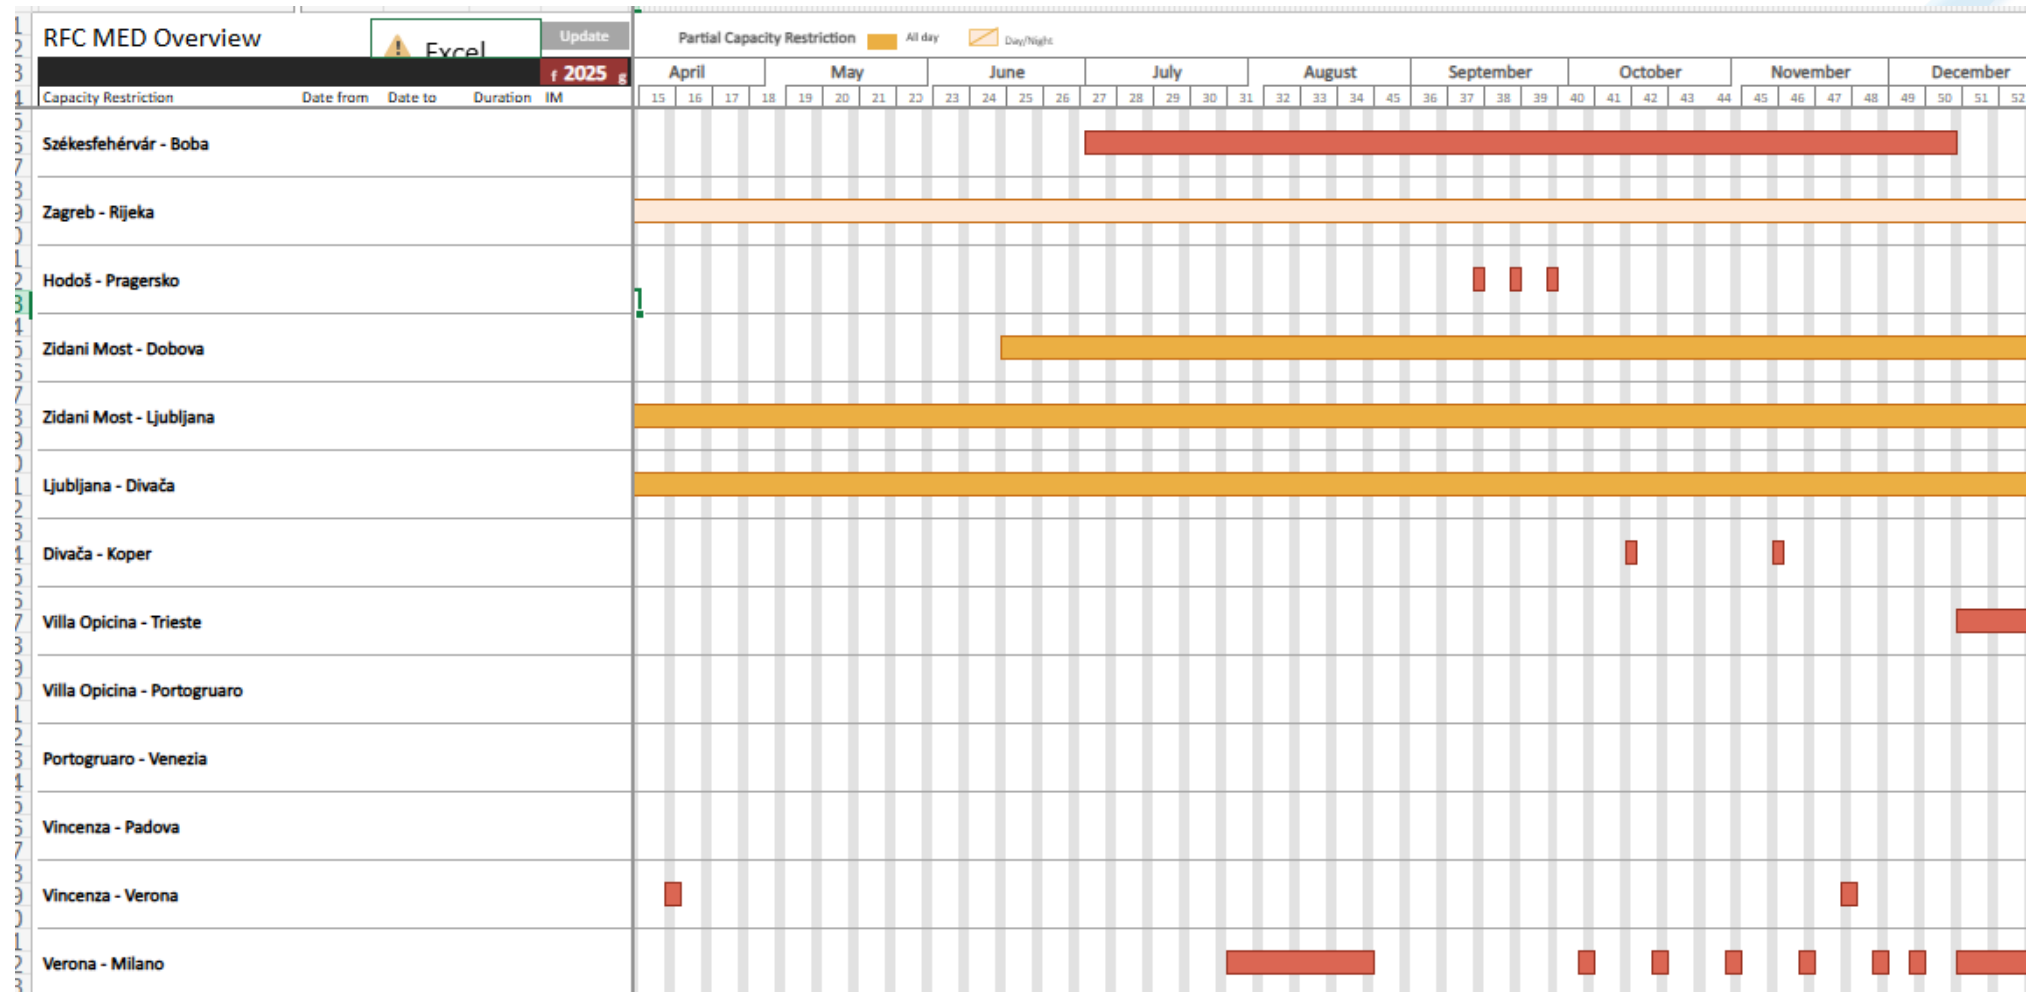 RFC MED Overview
Excel
Update
Partial Capacity Restriction All day Day/Night
f 2025 g April May June July August September October November December
Capacity Restriction Date from Date to Duration IM 15 16 17 18 19 20 21 22 23 24 25 26 27 28 29 30 31 32 33 34 45 36 37 38 39 40 41 42 43 44 45 46 47 48 49 50 51 52
Székesfehérvár - Boba
Zagreb - Rijeka
Hodoš - Pragersko
Zidani Most - Dobova
Zidani Most - Ljubljana
Ljubljana - Divača
Divača - Koper
Villa Opicina - Trieste
Villa Opicina - Portogruaro
Portogruaro - Venezia
Vincenza - Padova
Vincenza - Verona
Verona - Milano